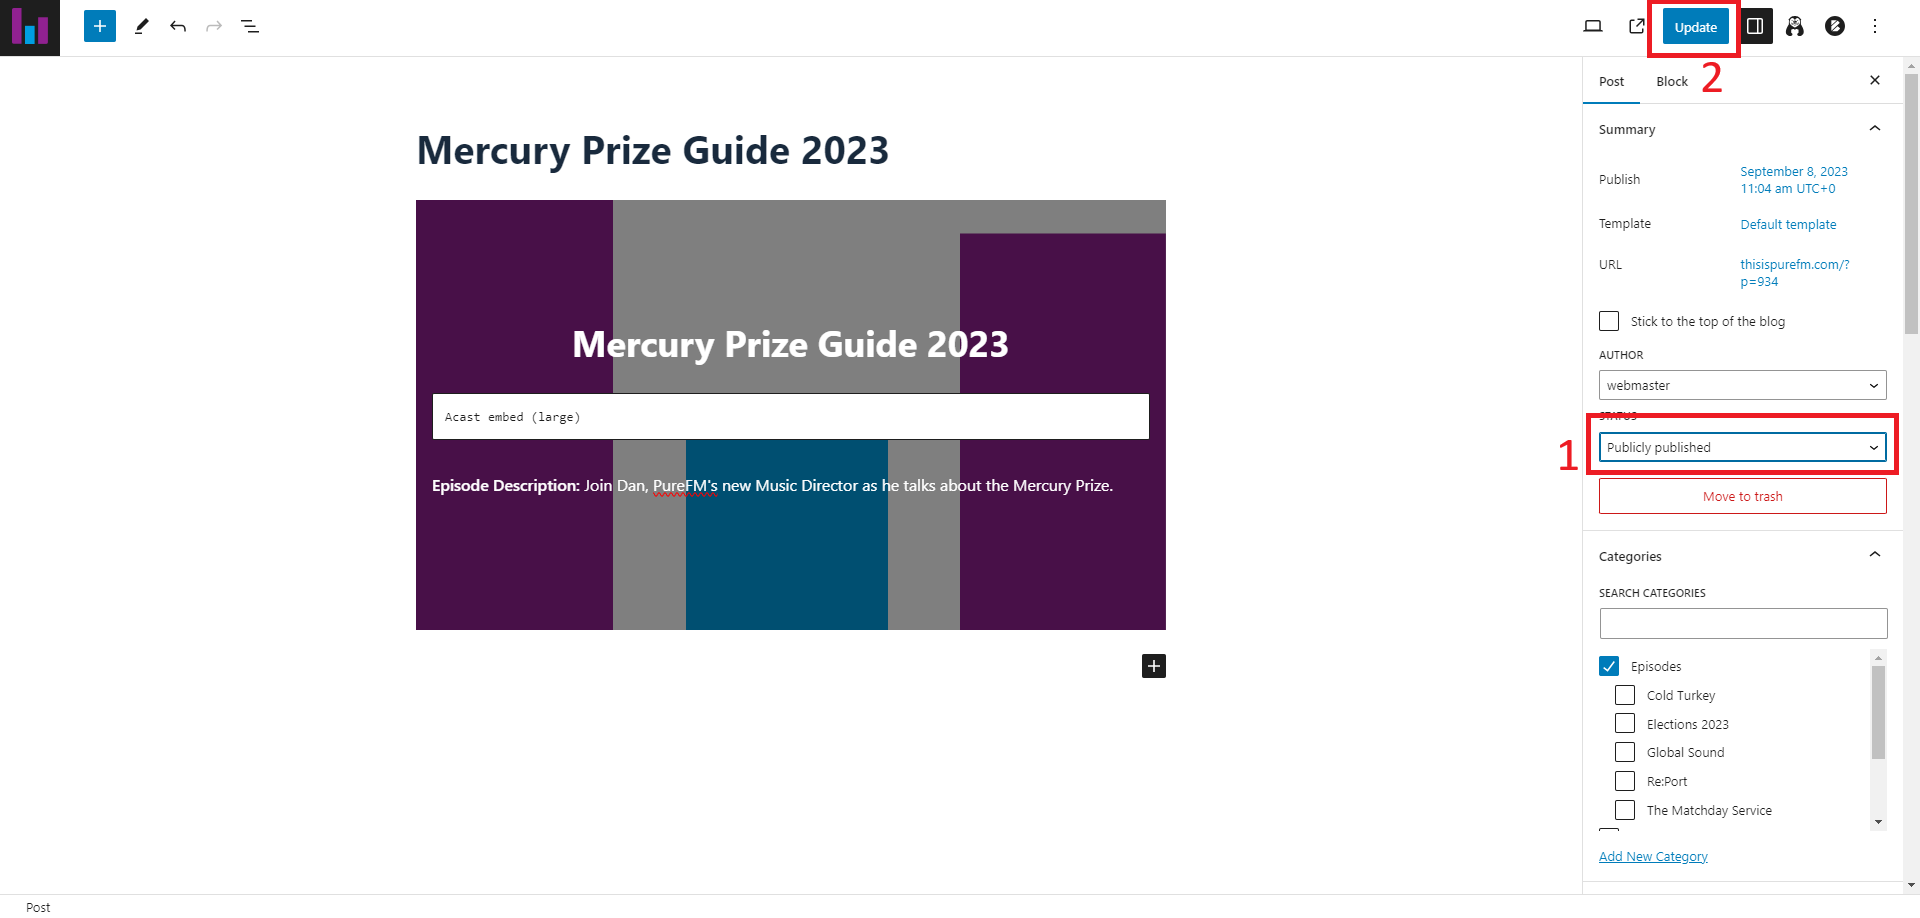 Update
Post
Block
2
Summary
Mercury Prize Guide 2023
Publish
September 8, 2023
11:04 am UTC+0
Template
Default template
URL
thisispurefm.com/?
p=934
Stick to the top of the blog
Mercury Prize Guide 2023
AUTHOR
webmaster
Acast embed (large)
STATUS
1
Publicly published
Episode Description: Join Dan, PureFM's new Music Director as he talks about the Mercury Prize.
Move to trash
Categories
SEARCH CATEGORIES
Episodes
Cold Turkey
Elections 2023
Global Sound
Re:Port
The Matchday Service
Add New Category
Post